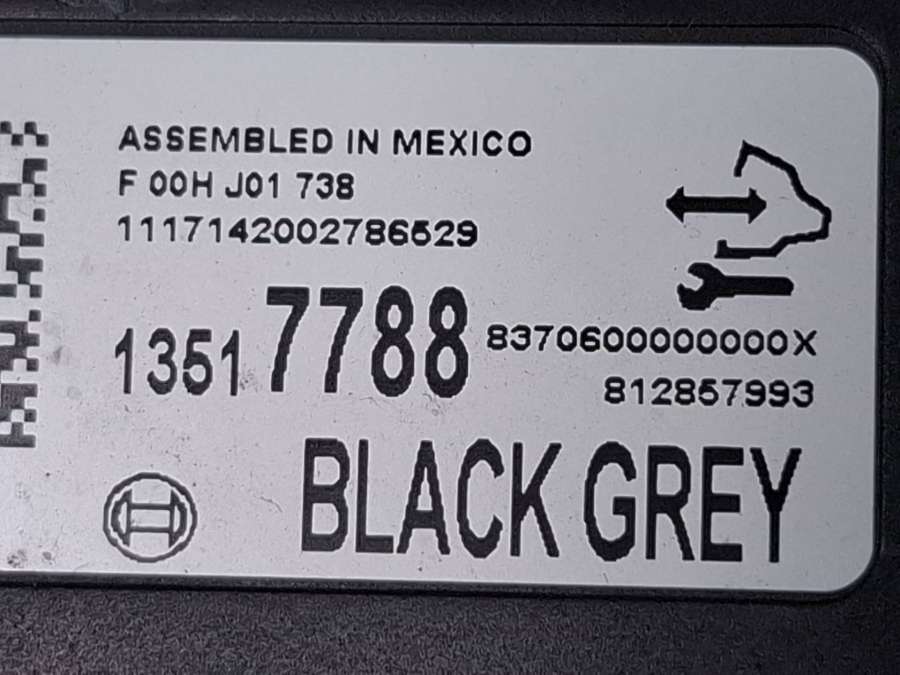 ASSEMBLED IN MEXICO
F 00H J01 738
1117142002786529
1351 7788
8370600000000X
812857993
BLACK GREY